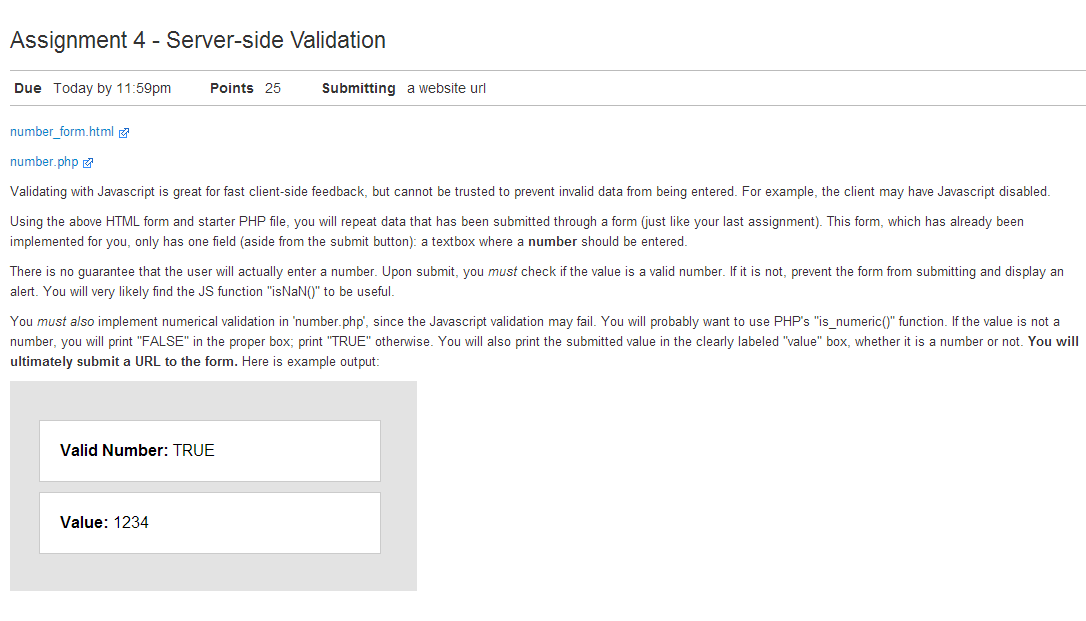 Assignment 4 - Server-side Validation
Due Today by 11:59pm Points 25 Submitting a website url
number_form.html
number.php
Validating with Javascript is great for fast client-side feedback, but cannot be trusted to prevent invalid data from being entered. For example, the client may have Javascript disabled.
Using the above HTML form and starter PHP file, you will repeat data that has been submitted through a form (just like your last assignment). This form, which has already been
implemented for you, only has one field (aside from the submit button): a textbox where a number should be entered.
There is no guarantee that the user will actually enter a number. Upon submit, you must check if the value is a valid number. If it is not, prevent the form from submitting and display an
alert. You will very likely find the JS function "isNaN()" to be useful.
You must also implement numerical validation in 'number.php', since the Javascript validation may fail. You will probably want to use PHP's "is_numeric()" function. If the value is not a
number, you will print "FALSE" in the proper box; print "TRUE" otherwise. You will also print the submitted value in the clearly labeled "value" box, whether it is a number or not. You will
ultimately submit a URL to the form. Here is example output:
Valid Number: TRUE
Value: 1234